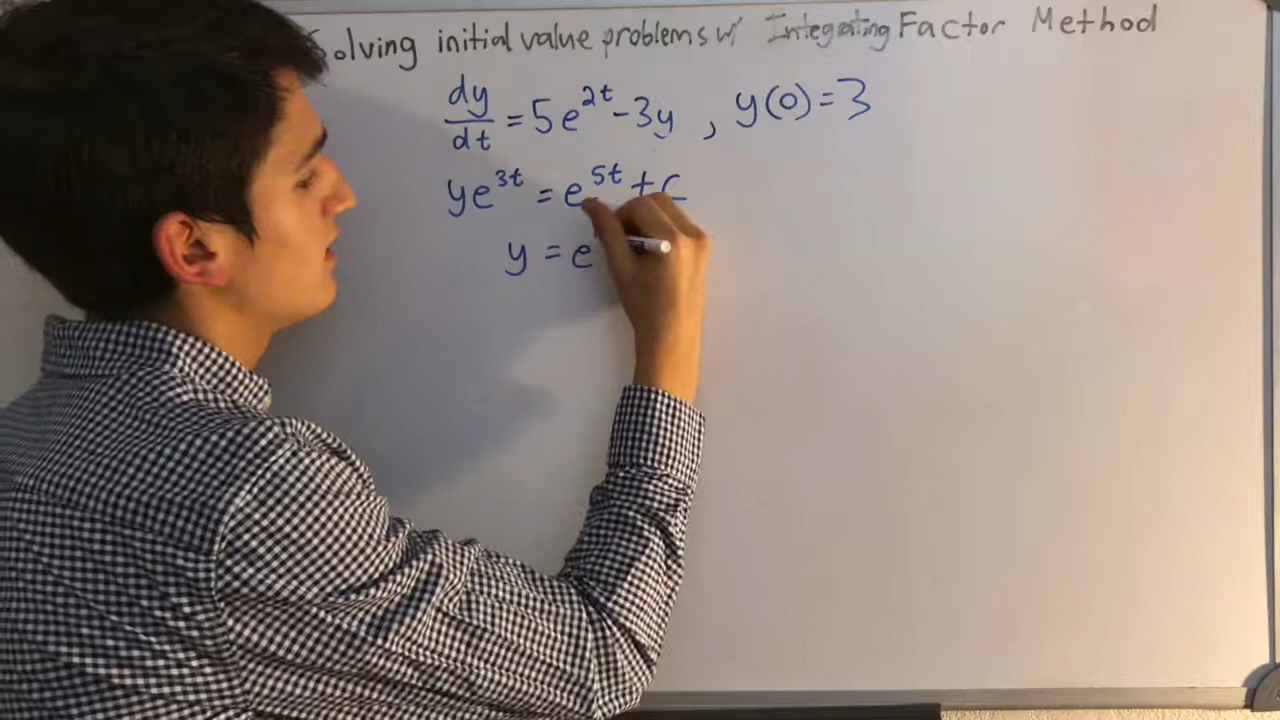 Solving initial value problems w/ Integrating Factor Method
dy/dt = 5e^{2t} - 3y , y(0) = 3
ye^{3t} = e^{5t} + c
y = e